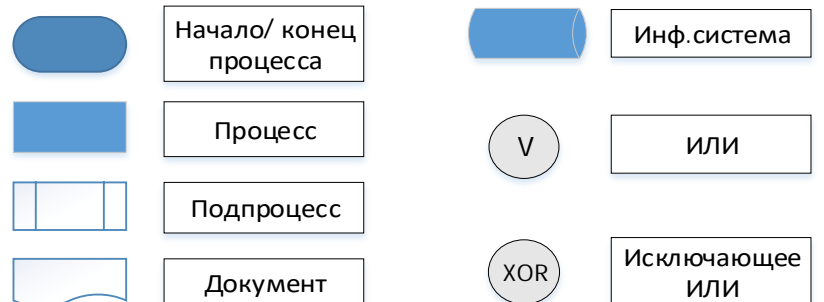 Начало/ конец
процесса
Процесс
Подпроцесс
Документ
Инф.система
V
ИЛИ
XOR
Исключающее
ИЛИ